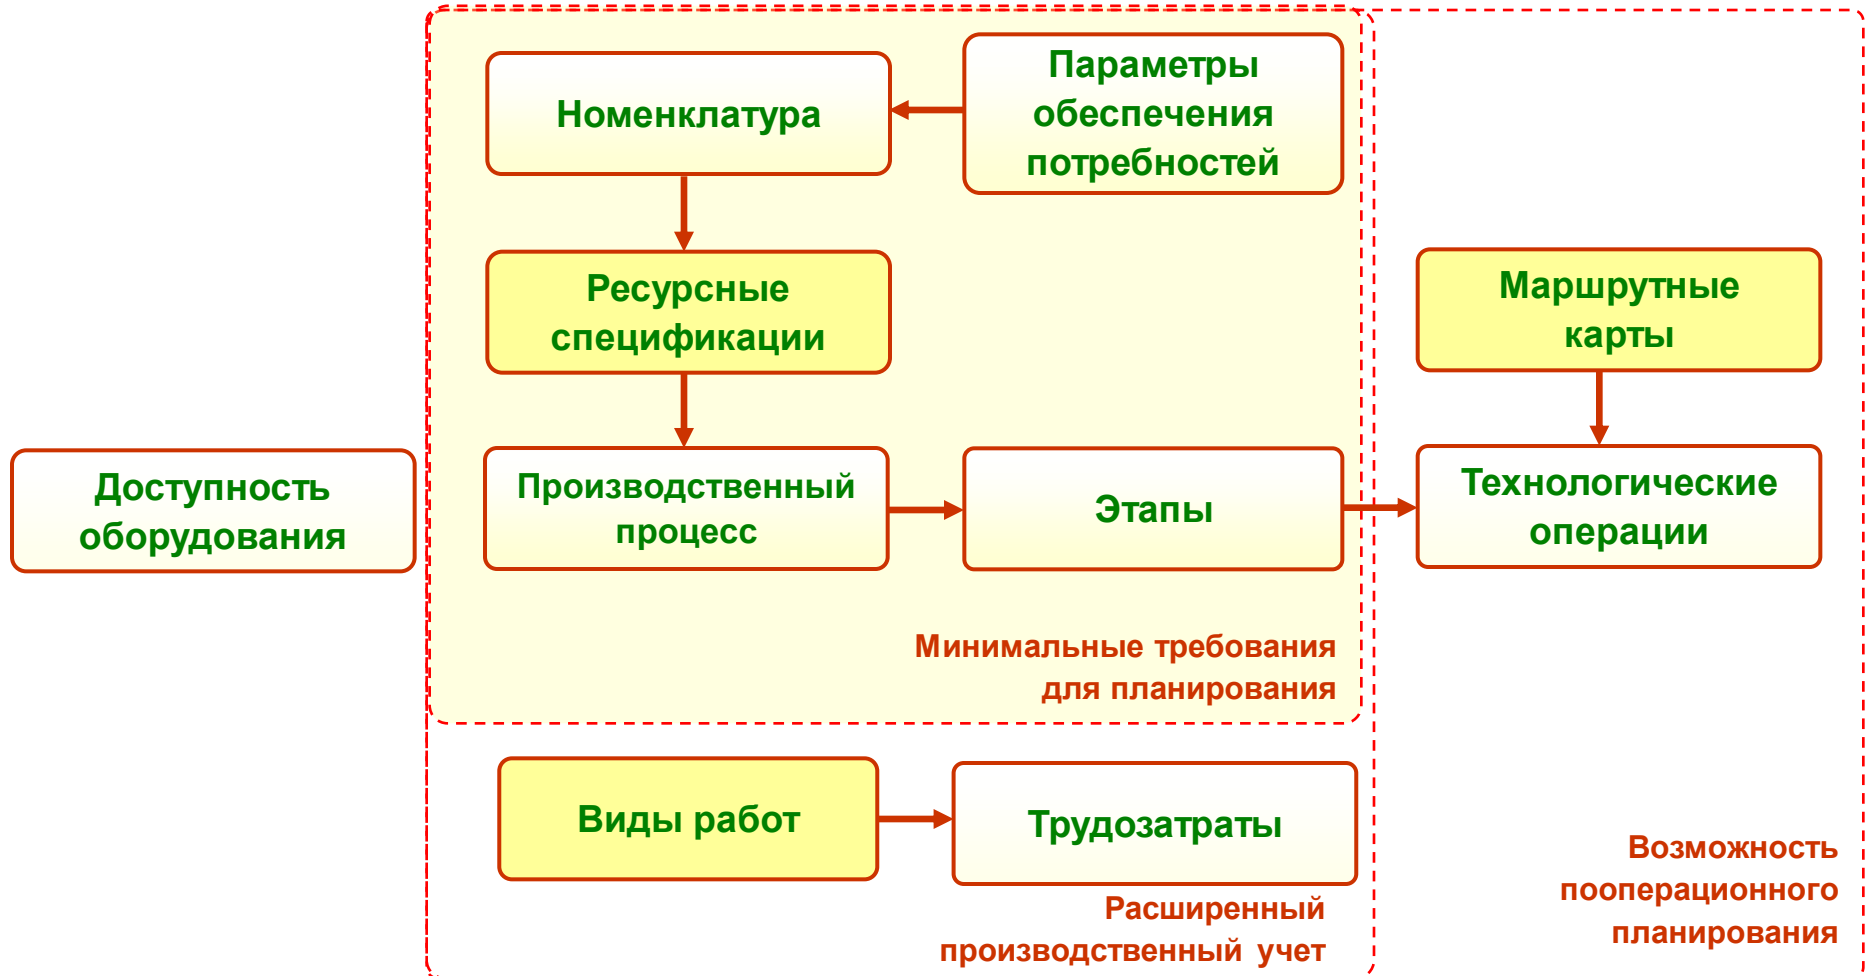 Номенклатура
Параметры
обеспечения
потребностей
Ресурсные
спецификации
Маршрутные
карты
Доступность
оборудования
Производственный
процесс
Этапы
Технологические
операции
Минимальные требования
для планирования
Виды работ
Трудозатраты
Расширенный
производственный учет
Возможность
пооперационного
планирования